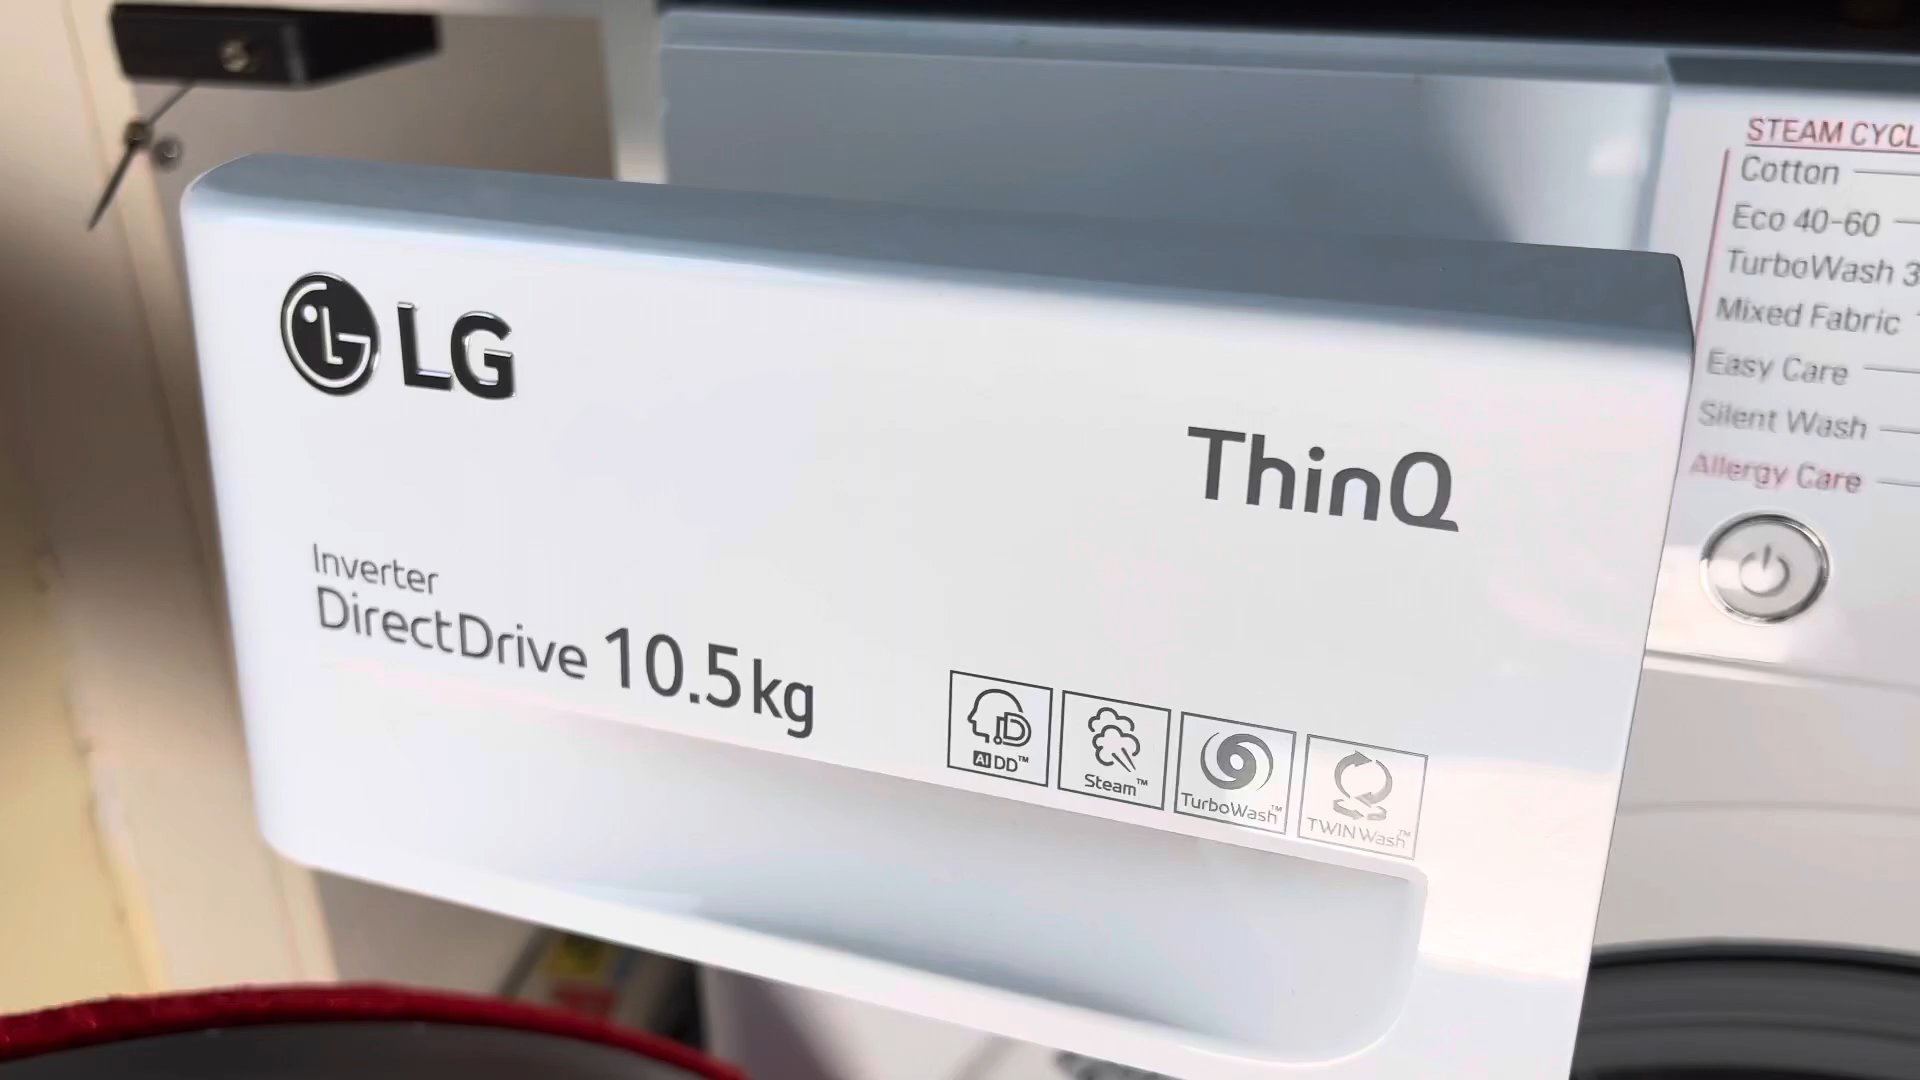 LG
ThinQ
Inverter
DirectDrive 10.5kg
AI DD™
Steam™
TurboWash™
TWINWash™
STEAM CYCL
Cotton
Eco 40-60
TurboWash 3
Mixed Fabric
Easy Care
Silent Wash
Allergy Care